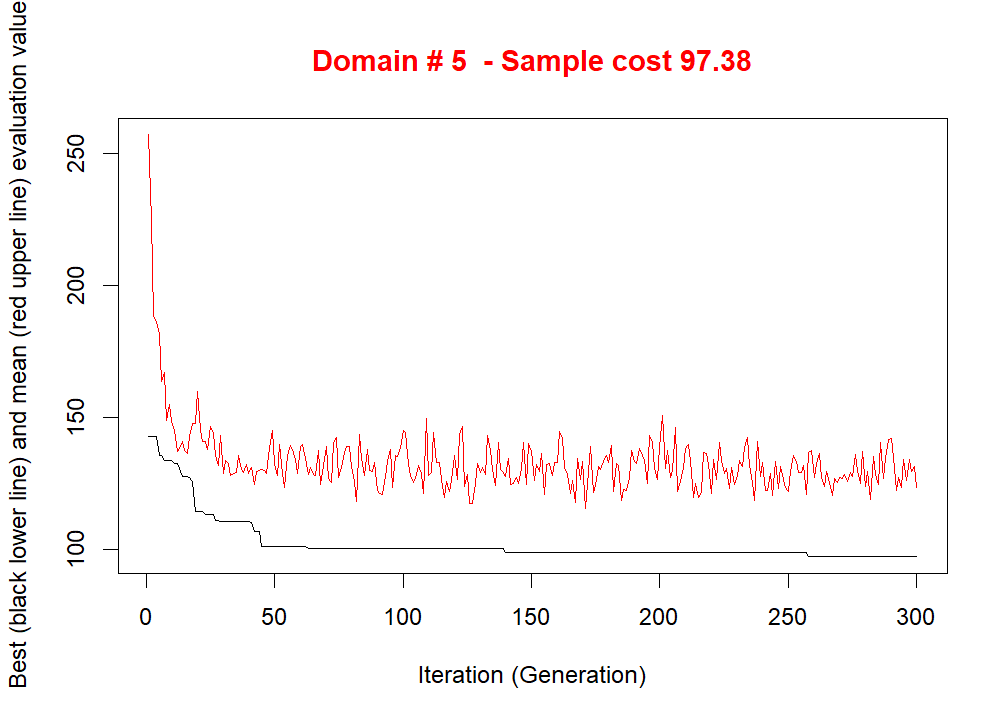 Domain # 5  - Sample cost 97.38
Best (black lower line) and mean (red upper line) evaluation value
250
200
150
100
0 50 100 150 200 250 300
Iteration (Generation)